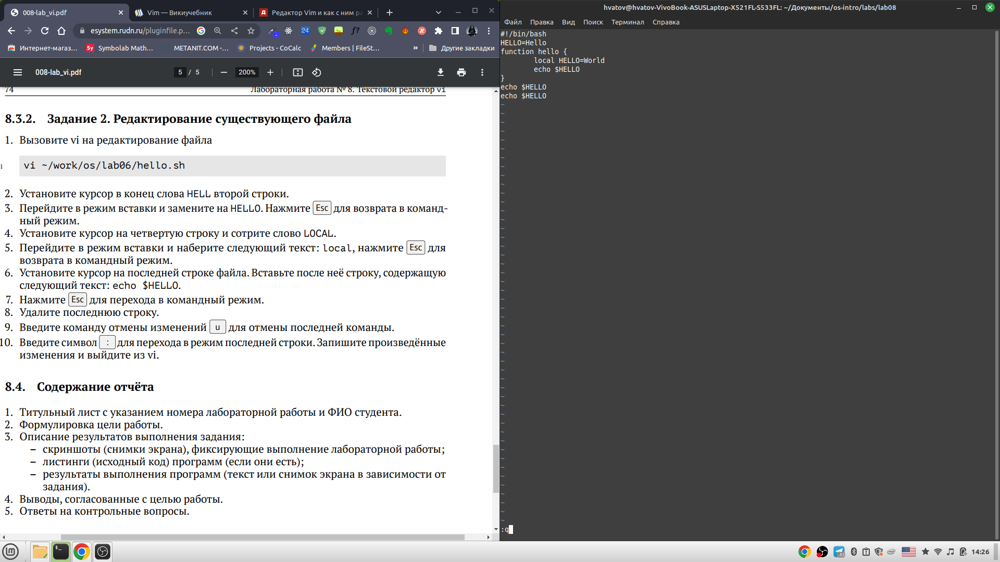 008-lab_vi.pdf
Vim — Викиучебник
Редактор Vim и как с ним ра
esystem.rudn.ru/pluginfile.p...
24
f?
Интернет-магаз...
Sy Symbolab Math...
METANIT.COM -...
Projects - CoCalc
Members | FileSt...
»
Другие закладки
008-lab_vi.pdf
5 / 5
200%
74 Лабораторная работа № 8. Текстовой редактор vi
8.3.2. Задание 2. Редактирование существующего файла
1. Вызовите vi на редактирование файла
1 vi ~/work/os/lab06/hello.sh
2. Установите курсор в конец слова HELL второй строки.
3. Перейдите в режим вставки и замените на HELLO. Нажмите Esc для возврата в команд-
ный режим.
4. Установите курсор на четвертую строку и сотрите слово LOCAL.
5. Перейдите в режим вставки и наберите следующий текст: local, нажмите Esc для
возврата в командный режим.
6. Установите курсор на последней строке файла. Вставьте после неё строку, содержащую
следующий текст: echo $HELLO.
7. Нажмите Esc для перехода в командный режим.
8. Удалите последнюю строку.
9. Введите команду отмены изменений u для отмены последней команды.
10. Введите символ : для перехода в режим последней строки. Запишите произведённые
изменения и выйдите из vi.
8.4. Содержание отчёта
1. Титульный лист с указанием номера лабораторной работы и ФИО студента.
2. Формулировка цели работы.
3. Описание результатов выполнения задания:
– скриншоты (снимки экрана), фиксирующие выполнение лабораторной работы;
– листинги (исходный код) программ (если они есть);
– результаты выполнения программ (текст или снимок экрана в зависимости от
задания).
4. Выводы, согласованные с целью работы.
5. Ответы на контрольные вопросы.
hvatov@hvatov-VivoBook-ASUSLaptop-X521FL-S533FL: ~/Документы/os-intro/labs/lab08
Файл Правка Вид Поиск Терминал Справка
#!/bin/bash
HELLO=Hello
function hello {
local HELLO=World
echo $HELLO
}
echo $HELLO
echo $HELLO
:q
14:26